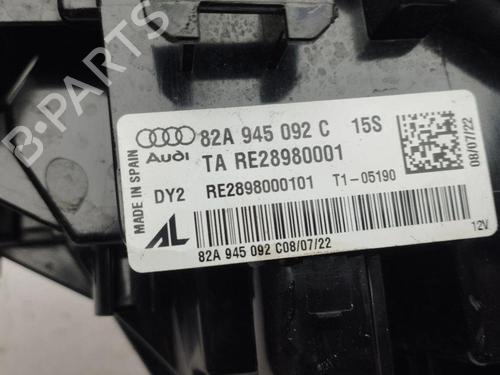 B-PARTS
MADE IN SPAIN
Audi
82A 945 092 C 15S
TA RE28980001
DY2 RE2898000101 T1-05190
AL
82A 945 092 C08/07/22
08/07/22
12V